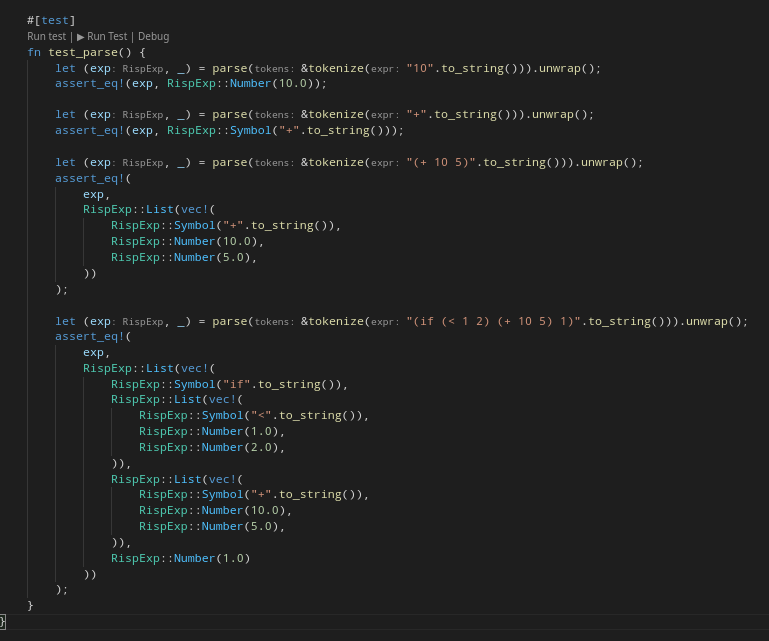 #[test]
Run test | ▶ Run Test | Debug
fn test_parse() {
    let (exp: RispExp, _) = parse(tokens: &tokenize(expr: "10".to_string())).unwrap();
    assert_eq!(exp, RispExp::Number(10.0));

    let (exp: RispExp, _) = parse(tokens: &tokenize(expr: "+".to_string())).unwrap();
    assert_eq!(exp, RispExp::Symbol("+".to_string()));

    let (exp: RispExp, _) = parse(tokens: &tokenize(expr: "(+ 10 5)".to_string())).unwrap();
    assert_eq!(
        exp,
        RispExp::List(vec!(
            RispExp::Symbol("+".to_string()),
            RispExp::Number(10.0),
            RispExp::Number(5.0),
        ))
    );

    let (exp: RispExp, _) = parse(tokens: &tokenize(expr: "(if (< 1 2) (+ 10 5) 1)".to_string())).unwrap();
    assert_eq!(
        exp,
        RispExp::List(vec!(
            RispExp::Symbol("if".to_string()),
            RispExp::List(vec!(
                RispExp::Symbol("<".to_string()),
                RispExp::Number(1.0),
                RispExp::Number(2.0),
            )),
            RispExp::List(vec!(
                RispExp::Symbol("+".to_string()),
                RispExp::Number(10.0),
                RispExp::Number(5.0),
            )),
            RispExp::Number(1.0)
        ))
    );
}
}